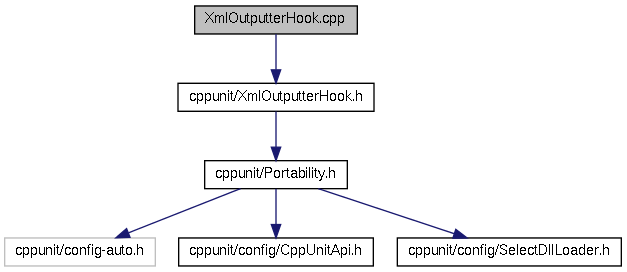 XmlOutputterHook.cpp
cppunit/XmlOutputterHook.h
cppunit/Portability.h
cppunit/config-auto.h
cppunit/config/CppUnitApi.h
cppunit/config/SelectDllLoader.h